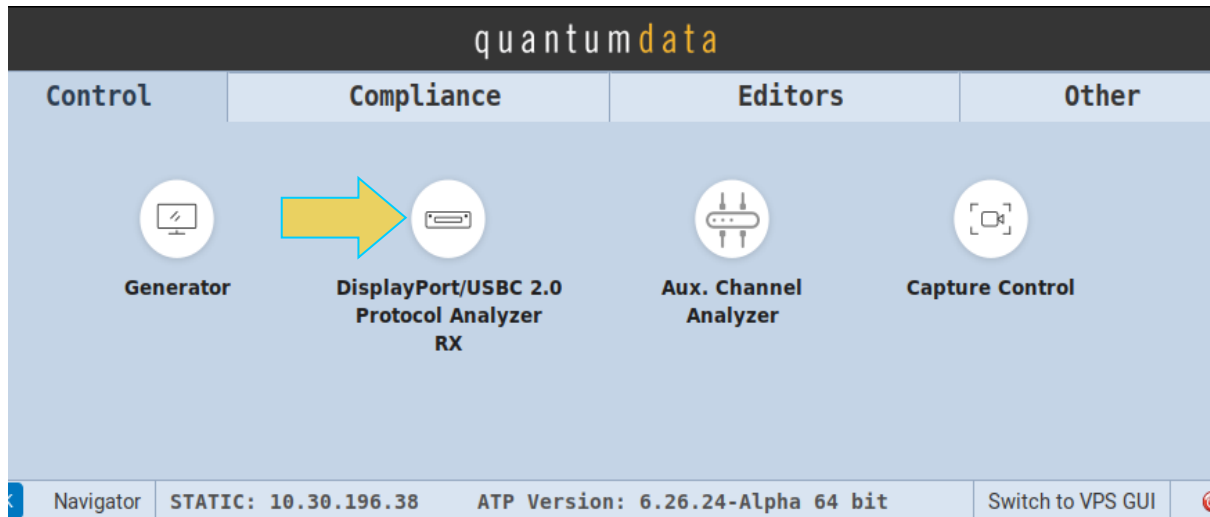 quantumdata
Control Compliance Editors Other
Generator
DisplayPort/USBC 2.0
Protocol Analyzer
RX
Aux. Channel
Analyzer
Capture Control
Navigator STATIC: 10.30.196.38 ATP Version: 6.26.24-Alpha 64 bit Switch to VPS GUI